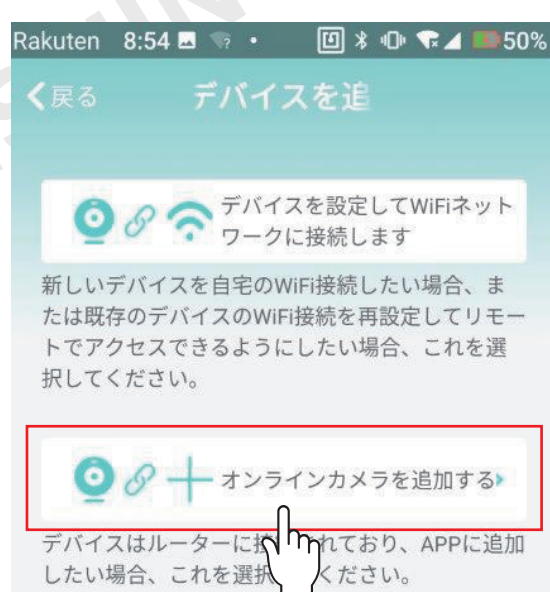 Rakuten 8:54 50%
戻る デバイスを追
デバイスを設定してWiFiネット
ワークに接続します
新しいデバイスを自宅のWiFi接続したい場合、ま
たは既存のデバイスのWiFi接続を再設定してリモー
トでアクセスできるようにしたい場合、これを選
択してください。
オンラインカメラを追加する
デバイスはルーターに接 れており、APPに追加
したい場合、これを選択 ください。